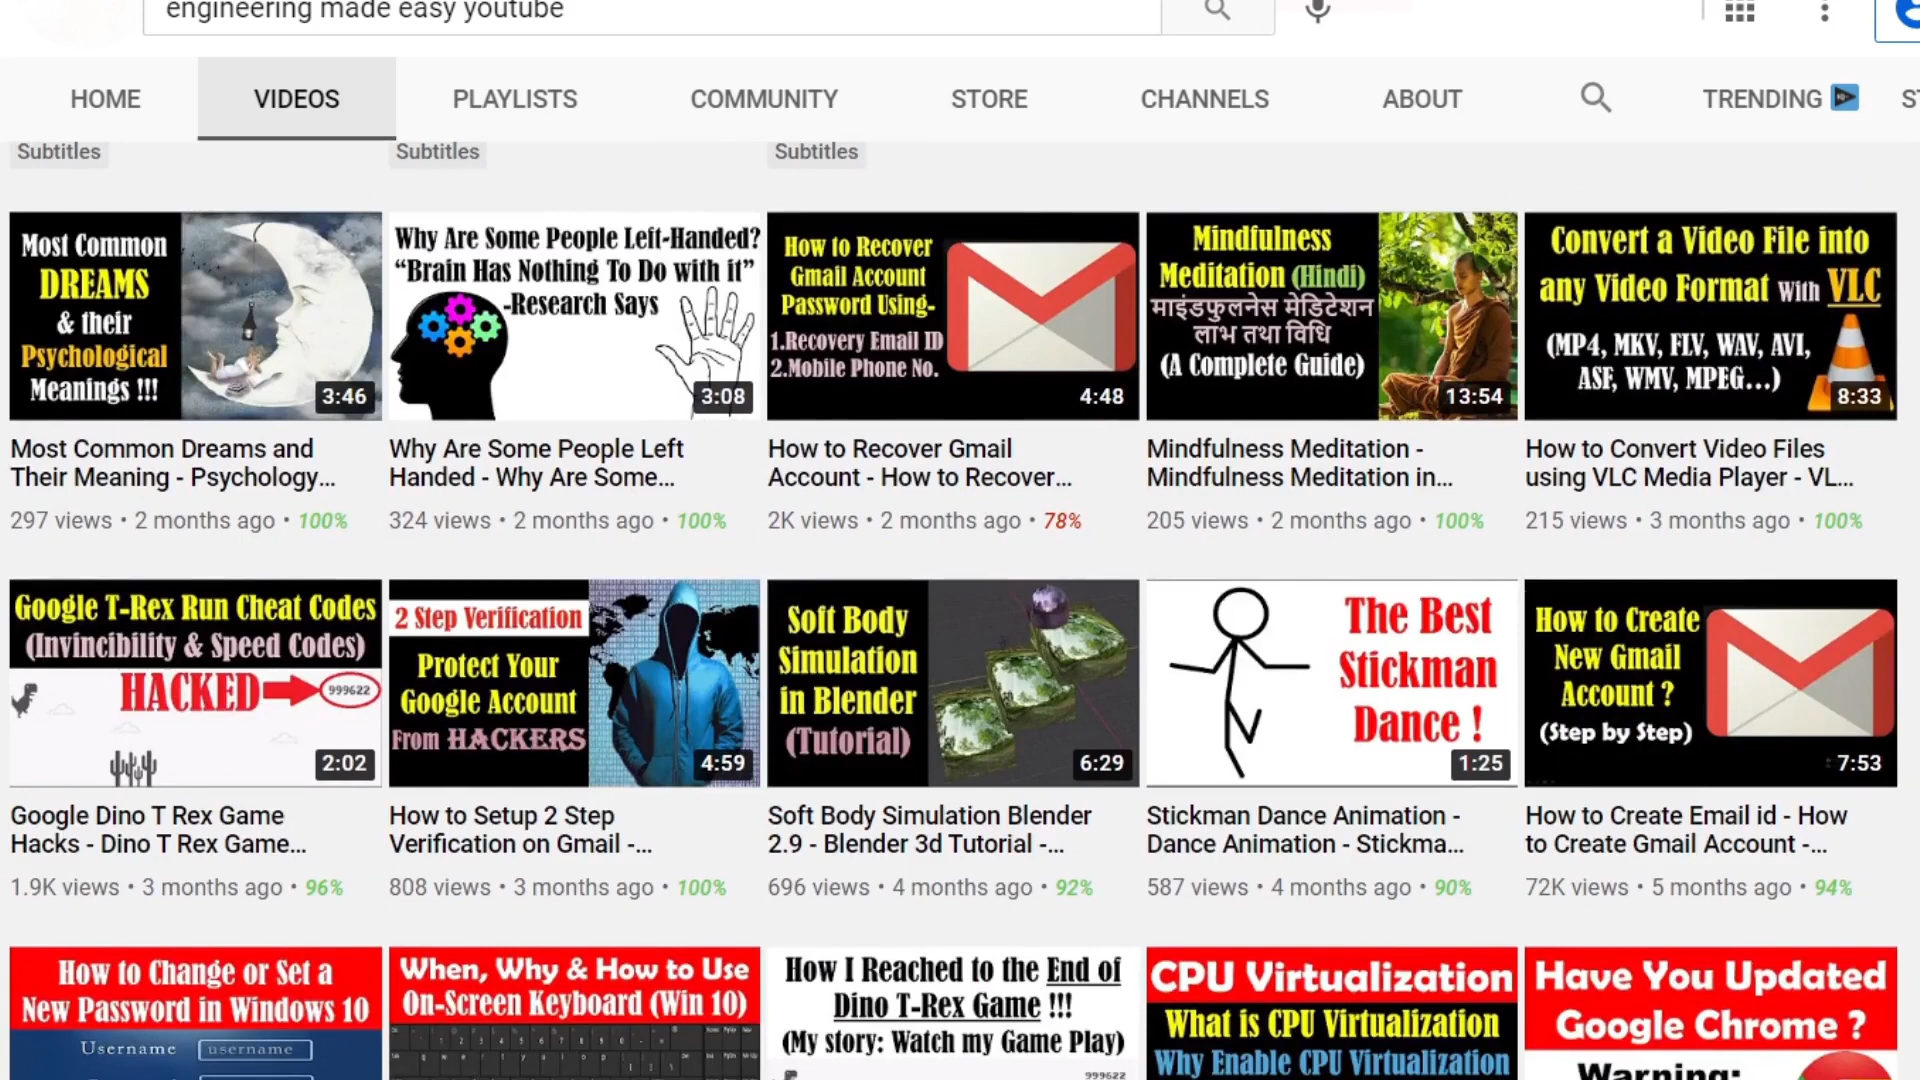 engineering made easy youtube
HOME
VIDEOS
PLAYLISTS
COMMUNITY
STORE
CHANNELS
ABOUT
TRENDING
Subtitles
Subtitles
Subtitles
Most Common
DREAMS
& their
Psychological
Meanings !!!
3:46
Why Are Some People Left-Handed?
“Brain Has Nothing To Do with it”
-Research Says
3:08
How to Recover
Gmail Account
Password Using-
1.Recovery Email ID
2.Mobile Phone No.
4:48
Mindfulness
Meditation (Hindi)
माइंडफुलनेस मेडिटेशन
लाभ तथा विधि
(A Complete Guide)
13:54
Convert a Video File into
any Video Format With VLC
(MP4, MKV, FLV, WAV, AVI,
ASF, WMV, MPEG...)
8:33
Most Common Dreams and
Their Meaning - Psychology...
297 views • 2 months ago • 100%
Why Are Some People Left
Handed - Why Are Some...
324 views • 2 months ago • 100%
How to Recover Gmail
Account - How to Recover...
2K views • 2 months ago • 78%
Mindfulness Meditation -
Mindfulness Meditation in...
205 views • 2 months ago • 100%
How to Convert Video Files
using VLC Media Player - VL...
215 views • 3 months ago • 100%
Google T-Rex Run Cheat Codes
(Invincibility & Speed Codes)
HACKED
999622
2:02
2 Step Verification
Protect Your
Google Account
From HACKERS
4:59
Soft Body
Simulation
in Blender
(Tutorial)
6:29
The Best
Stickman
Dance !
1:25
How to Create
New Gmail
Account ?
(Step by Step)
7:53
Google Dino T Rex Game
Hacks - Dino T Rex Game...
1.9K views • 3 months ago • 96%
How to Setup 2 Step
Verification on Gmail -...
808 views • 3 months ago • 100%
Soft Body Simulation Blender
2.9 - Blender 3d Tutorial -...
696 views • 4 months ago • 92%
Stickman Dance Animation -
Dance Animation - Stickma...
587 views • 4 months ago • 90%
How to Create Email id - How
to Create Gmail Account -...
72K views • 5 months ago • 94%
How to Change or Set a
New Password in Windows 10
Username username
When, Why & How to Use
On-Screen Keyboard (Win 10)
How I Reached to the End of
Dino T-Rex Game !!!
(My story: Watch my Game Play)
999622
CPU Virtualization
What is CPU Virtualization
Why Enable CPU Virtualization
Have You Updated
Google Chrome ?
Warning: